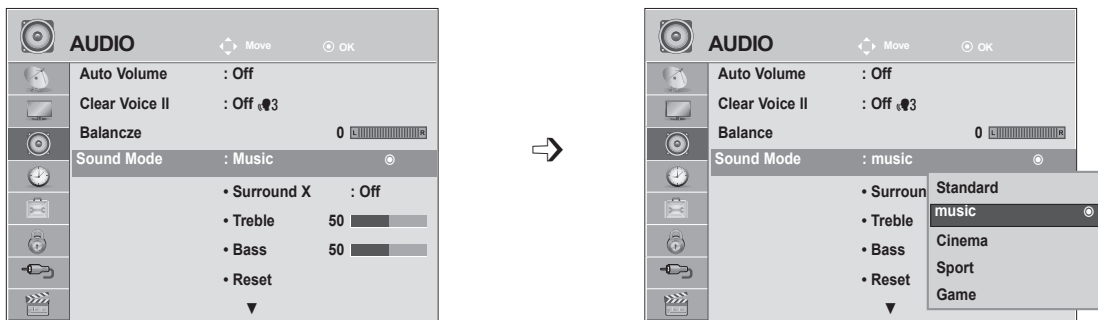 AUDIO
Move
OK
Auto Volume : Off
Clear Voice II : Off 3
Balancze 0 L R
Sound Mode : Music
• Surround X : Off
• Treble 50
• Bass 50
• Reset
▼
AUDIO
Move
OK
Auto Volume : Off
Clear Voice II : Off 3
Balance 0 L R
Sound Mode : music
• Surroun
• Treble
• Bass
• Reset
▼
Standard
music
Cinema
Sport
Game